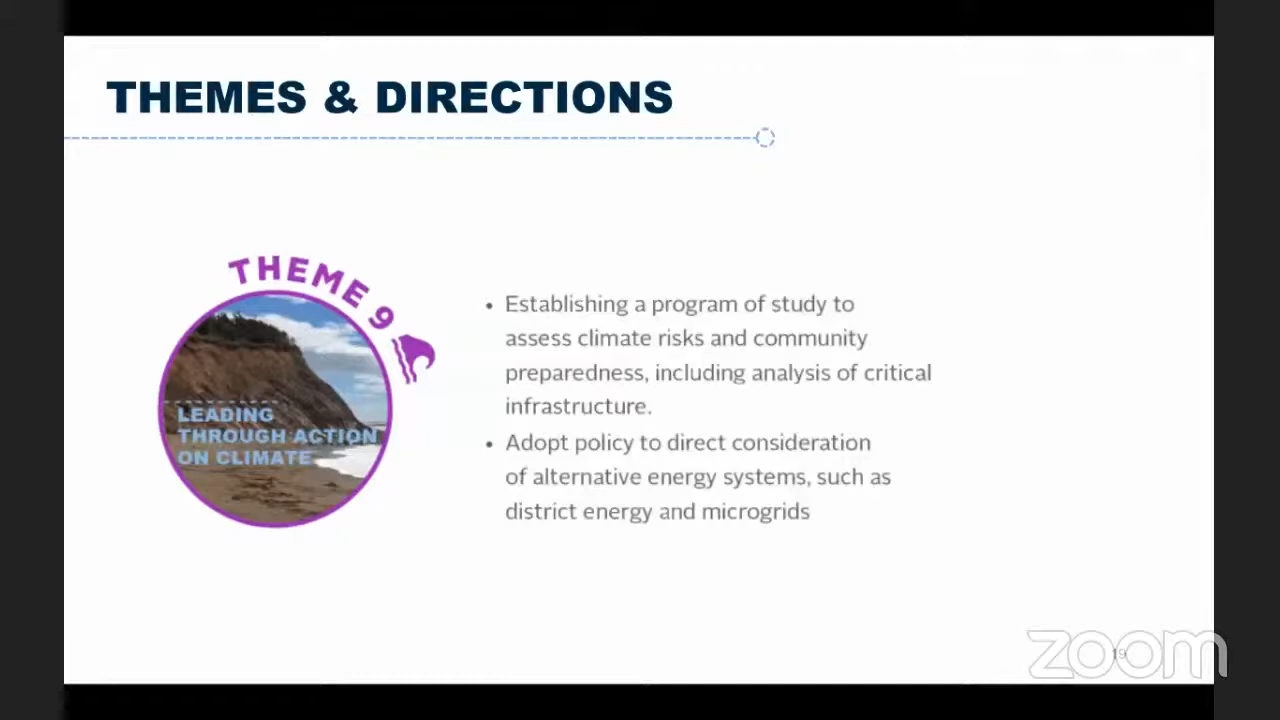 THEMES & DIRECTIONS
THEME 9
LEADING
THROUGH ACTION
ON CLIMATE
• Establishing a program of study to
assess climate risks and community
preparedness, including analysis of critical
infrastructure.
• Adopt policy to direct consideration
of alternative energy systems, such as
district energy and microgrids
19
zoom